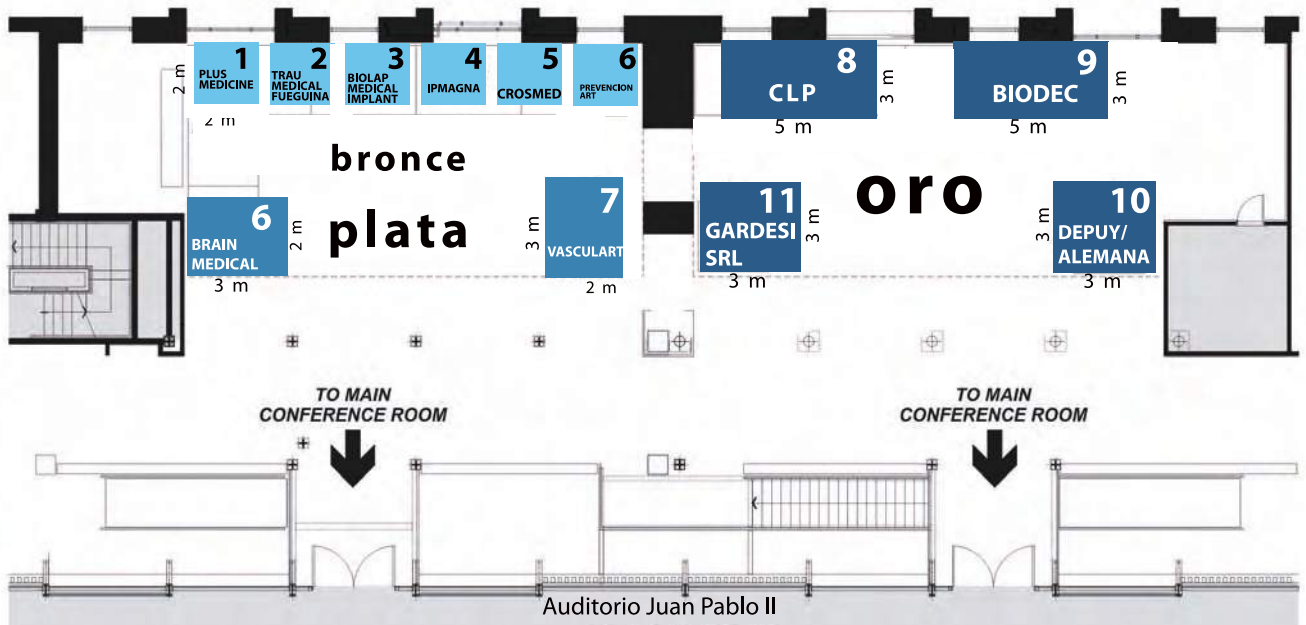 1
PLUS
MEDICINE
2
TRAU
MEDICAL
FUEGUINA
3
BIOLAP
MEDICAL
IMPLANT
4
IPMAGNA
5
CROSMED
6
PREVENCION
ART
2 m
2 m
8
CLP
3 m
5 m
9
BIODEC
3 m
5 m
bronce
plata
oro
6
BRAIN
MEDICAL
2 m
3 m
7
VASCULART
3 m
2 m
11
GARDESI
SRL
3 m
3 m
10
DEPUY/
ALEMANA
3 m
3 m
TO MAIN
CONFERENCE ROOM
TO MAIN
CONFERENCE ROOM
Auditorio Juan Pablo II